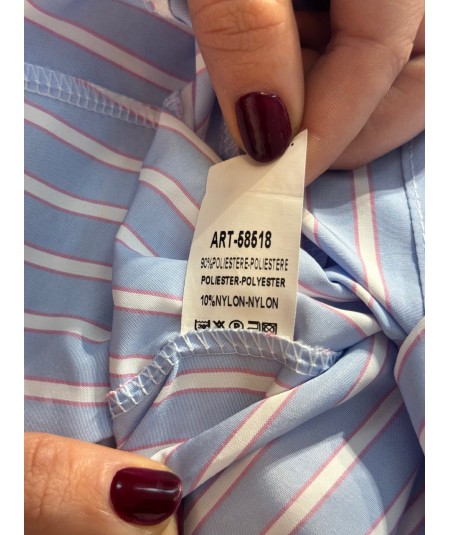 ART-58518
90%POLIESTERE-POLIESTERE
POLIESTER-POLYESTER
10%NYLON-NYLON